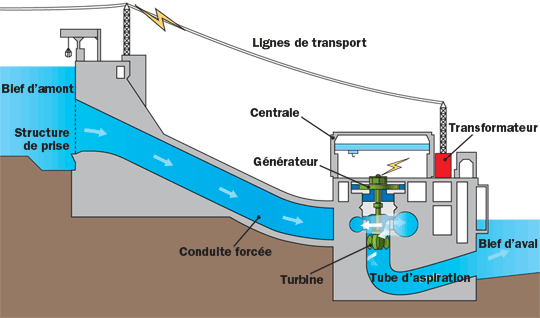 Lignes de transport
Bief d'amont
Centrale
Transformateur
Structure
de prise
Générateur
Conduite forcée
Bief d'aval
Turbine
Tube d'aspiration